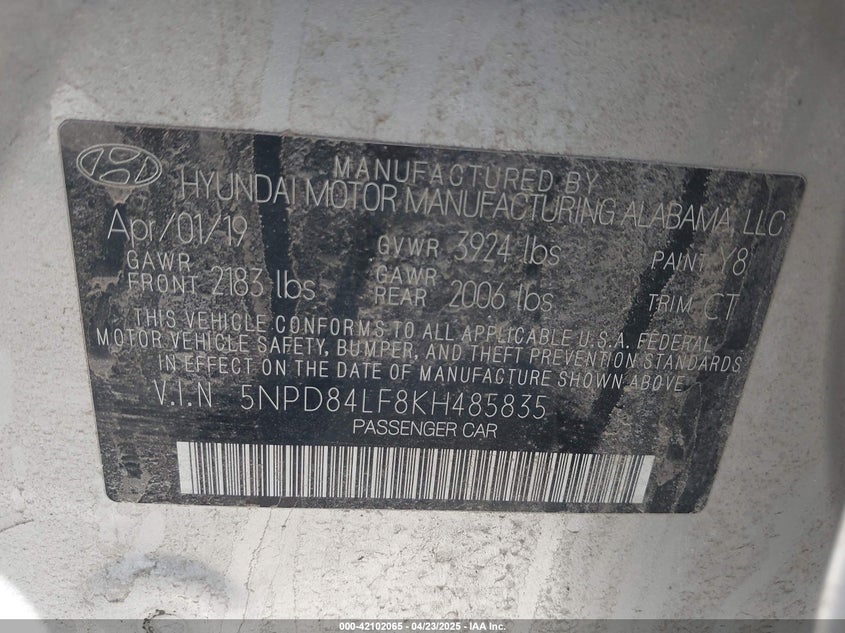 MANUFACTURED BY
HYUNDAI MOTOR MANUFACTURING ALABAMA, LLC
Apr/01/19 GVWR 3924 lbs PAINT Y8
GAWR FRONT 2183 lbs GAWR REAR 2006 lbs TRIM CT
THIS VEHICLE CONFORMS TO ALL APPLICABLE U.S.A. FEDERAL
MOTOR VEHICLE SAFETY, BUMPER, AND THEFT PREVENTION STANDARDS
IN EFFECT ON THE DATE OF MANUFACTURE SHOWN ABOVE
V.I.N 5NPD84LF8KH485835
PASSENGER CAR
000-42102065 - 04/23/2025 - IAA Inc.